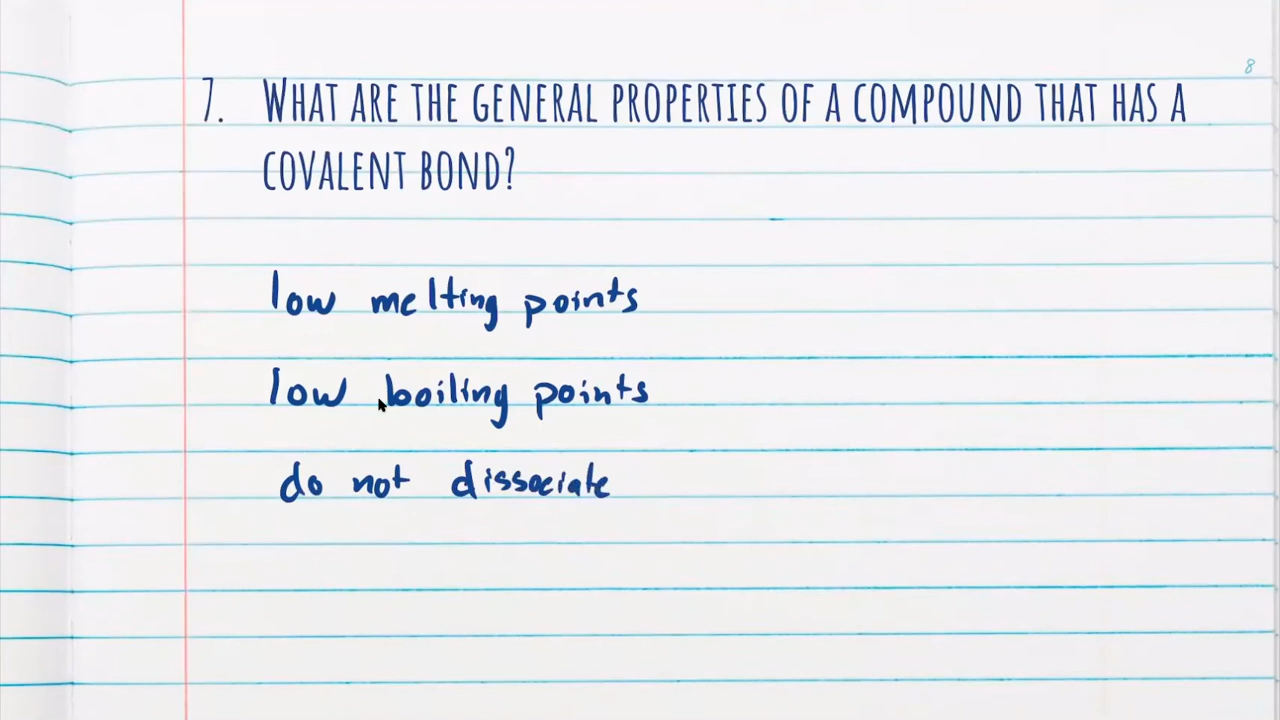 8
7. What are the general properties of a compound that has a
covalent bond?
low melting points
low boiling points
do not dissociate